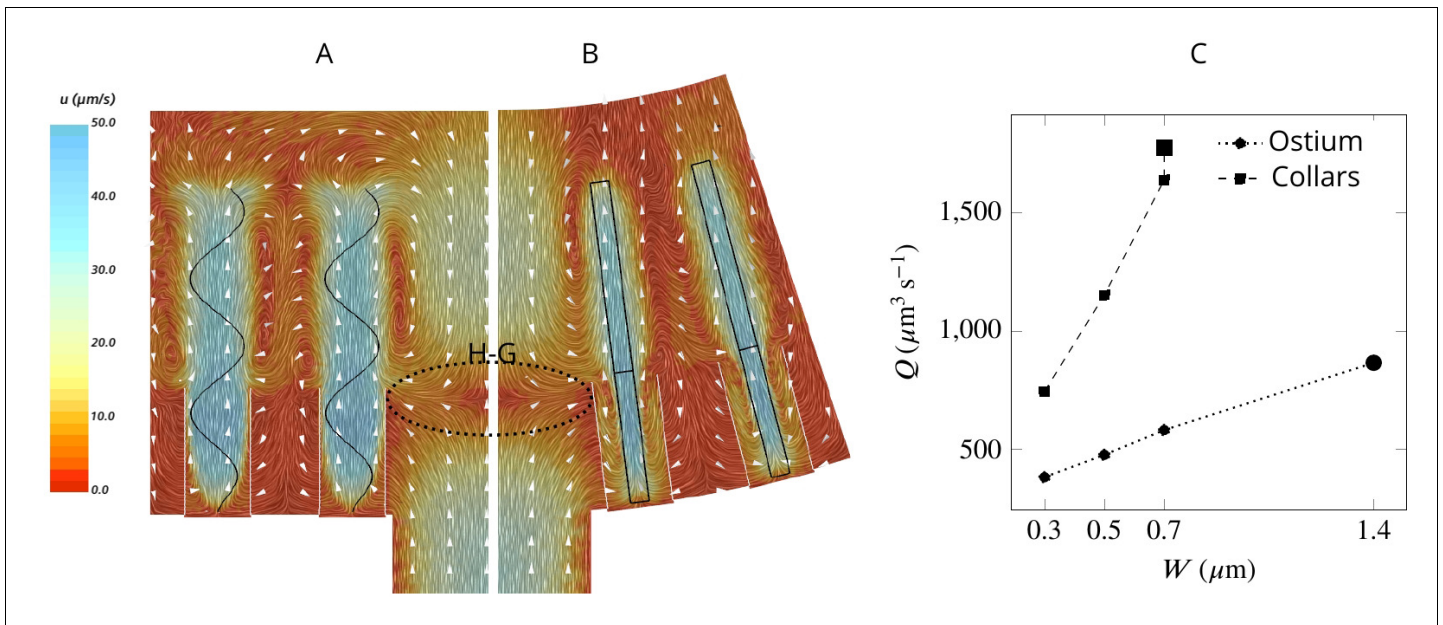 A
B
C
u (µm/s)
50.0
40.0
30.0
20.0
10.0
0.0
H-G
Ostium
Collars
1,500
1,000
500
Q (µm³ s⁻¹)
0.3 0.5 0.7 1.4
W (µm)